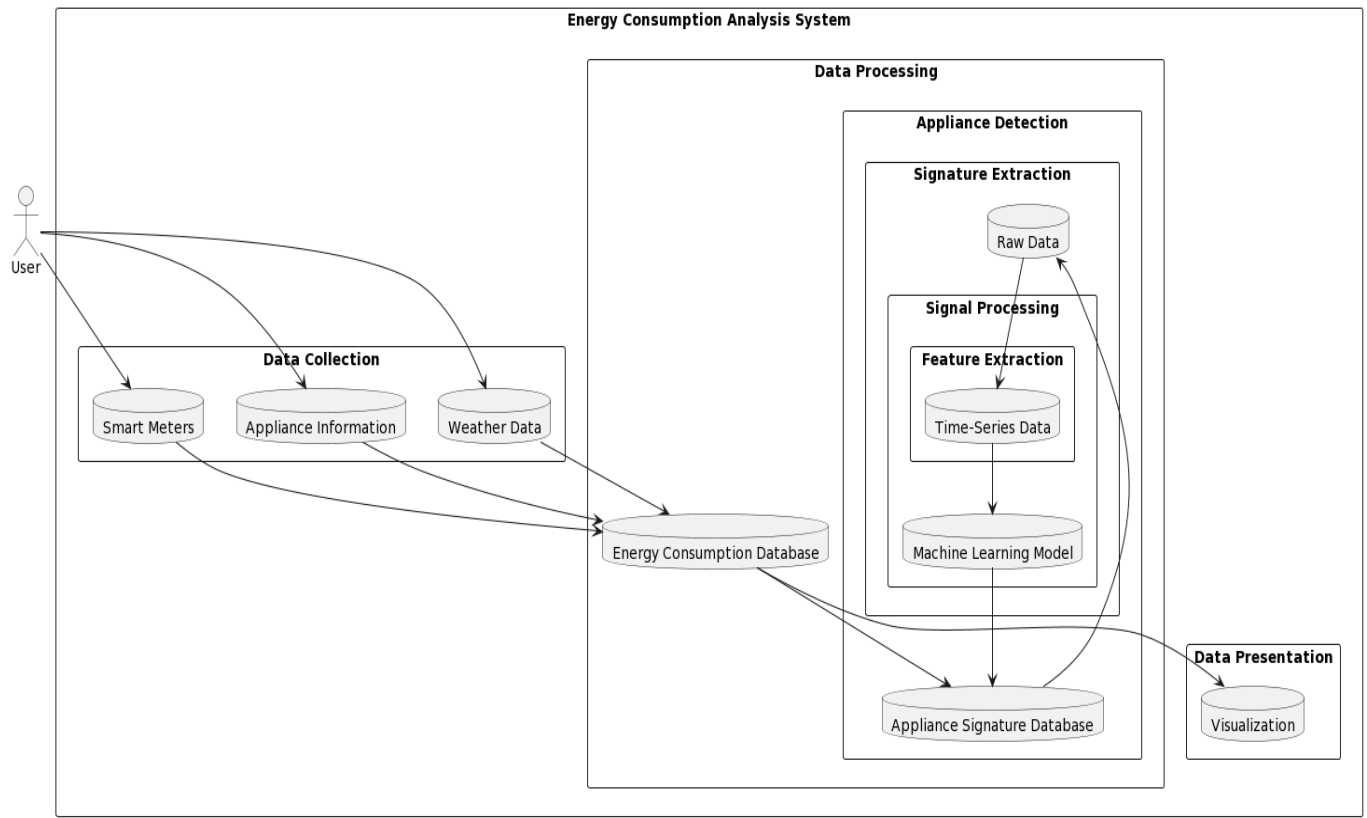 Energy Consumption Analysis System
Data Processing
Appliance Detection
Signature Extraction
Raw Data
User
Signal Processing
Data Collection
Feature Extraction
Smart Meters
Appliance Information
Weather Data
Time-Series Data
Energy Consumption Database
Machine Learning Model
Data Presentation
Appliance Signature Database
Visualization